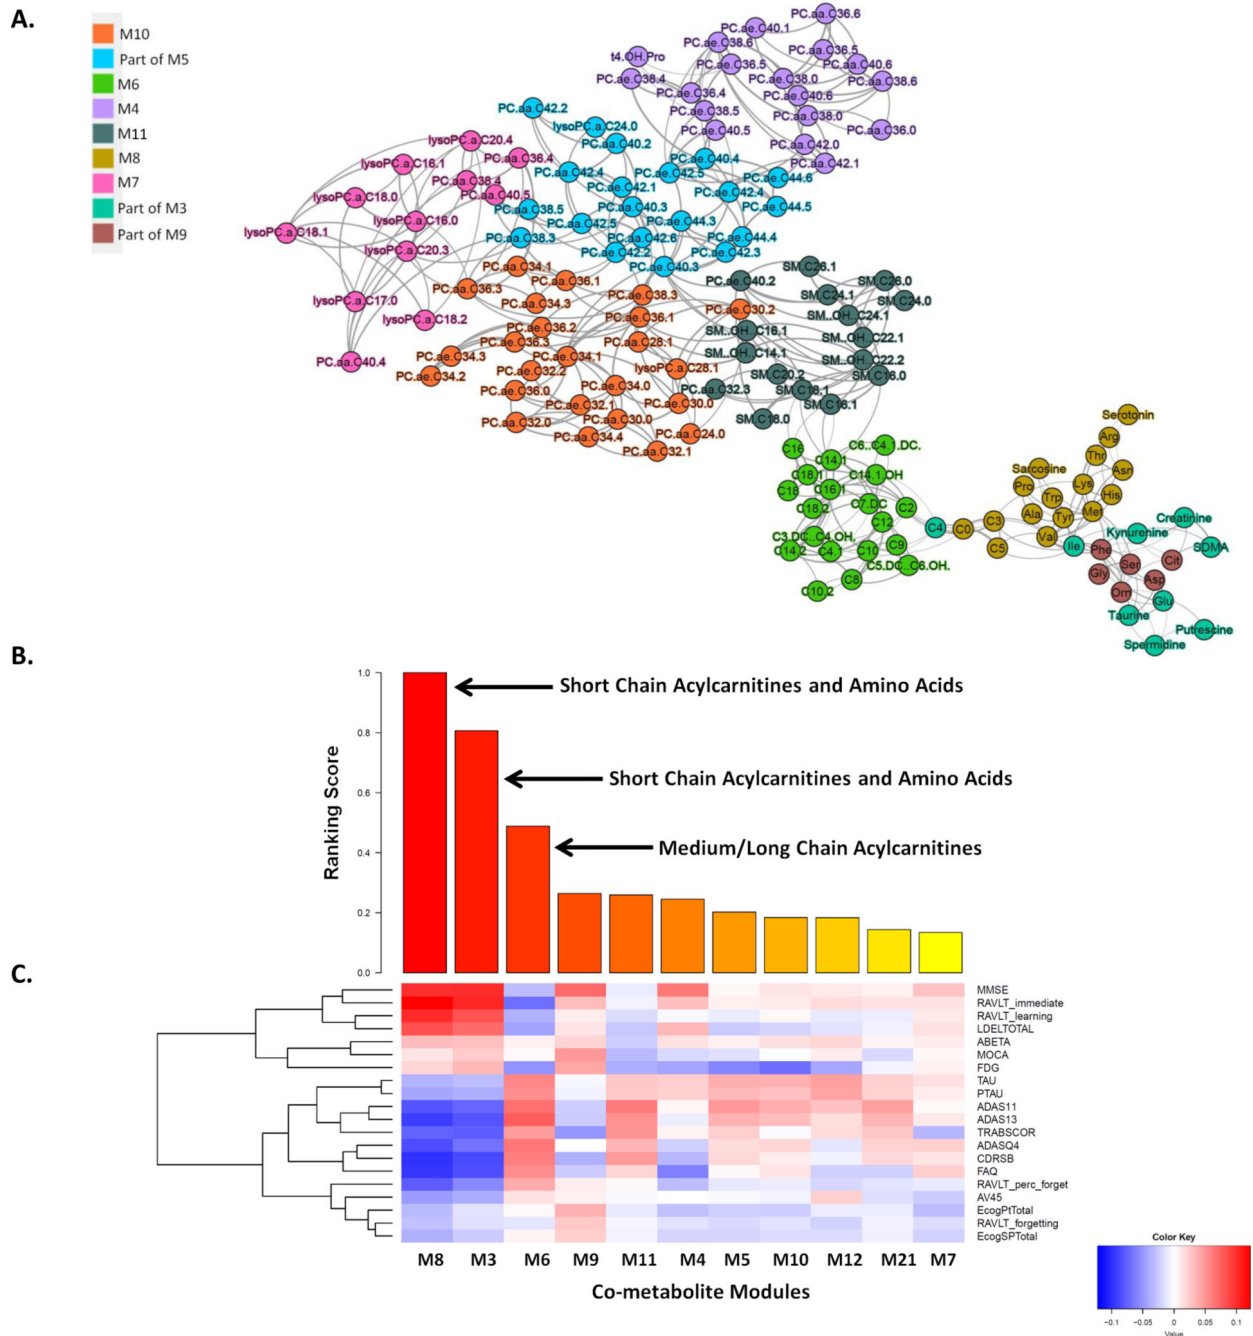 A.
M10
Part of M5
M6
M4
M11
M8
M7
Part of M3
Part of M9
PC.aa.C36.6
PC.ae.C40.1
PC.ae.C38.6
PC.aa.C36.5
t4.OH.Pro
PC.ae.C36.5
PC.aa.C40.6
PC.ae.C38.4
PC.ae.C38.0
PC.aa.C38.6
PC.ae.C36.4
PC.ae.C40.6
PC.aa.C42.2
PC.ae.C38.5
PC.aa.C38.0
lysoPC.a.C24.0
PC.ae.C40.5
PC.aa.C36.0
lysoPC.a.C20.4
PC.aa.C40.2
PC.aa.C42.0
lysoPC.a.C16.1
PC.aa.C36.4
PC.ae.C40.4
PC.aa.C42.1
PC.aa.C42.4
PC.ae.C42.5
PC.ae.C44.6
PC.aa.C38.4
PC.ae.C42.1
lysoPC.a.C18.0
PC.aa.C40.5
PC.ae.C42.4
PC.aa.C38.5
PC.aa.C40.3
PC.ae.C44.5
lysoPC.a.C16.0
PC.aa.C42.5
PC.ae.C44.3
lysoPC.a.C18.1
PC.aa.C38.3
PC.aa.C42.6
PC.ae.C44.4
lysoPC.a.C20.3
PC.ae.C42.2
PC.ae.C42.3
PC.aa.C34.1
PC.ae.C40.3
SM.C26.1
PC.aa.C36.3
PC.aa.C36.1
PC.ae.C40.2
SM.C26.0
lysoPC.a.C17.0
PC.aa.C34.3
PC.ae.C38.3
SM.C24.1
SM.C24.0
lysoPC.a.C18.2
PC.ae.C36.1
PC.ae.C30.2
SM..OH..C24.1
PC.ae.C36.2
SM..OH..C16.1
PC.ae.C36.3
PC.aa.C28.1
SM..OH..C22.1
PC.aa.C40.4
PC.ae.C34.3
PC.ae.C34.1
SM..OH..C14.1
SM..OH..C22.2
PC.ae.C34.2
PC.ae.C32.2
lysoPC.a.C28.1
SM.C20.2
SM.C16.0
PC.ae.C36.0
PC.ae.C34.0
PC.aa.C32.3
SM.C18.1
PC.ae.C32.1
PC.ae.C30.0
SM.C16.1
PC.aa.C32.0
PC.aa.C30.0
SM.C18.0
PC.aa.C34.4
PC.aa.C24.0
PC.aa.C32.1
C16
C6..C4.1.DC.
C14.1
C18.1
C14.1.OH
C18
C16.1
C7.DC
C2
C18.2
C12
C3.DC..C4.OH.
C14.2
C4.1
C10
C9
C5.DC..C6.OH.
C8
C10.2
C4
C0
C3
C5
Serotonin
Arg
Thr
Asn
Sarcosine
Pro
Lys
His
Trp
Ala
Tyr
Met
Val
Ile
Creatinine
Kynurenine
SDMA
Phe
Ser
Cit
Gly
Asp
Orn
Glu
Taurine
Putrescine
Spermidine
B.
Ranking Score
1.0
0.8
0.6
0.4
0.2
0.0
Short Chain Acylcarnitines and Amino Acids
Short Chain Acylcarnitines and Amino Acids
Medium/Long Chain Acylcarnitines
C.
MMSE
RAVLT_immediate
RAVLT_learning
LDELTOTAL
ABETA
MOCA
FDG
TAU
PTAU
ADAS11
ADAS13
TRABSCOR
ADASQ4
CDRSB
FAQ
RAVLT_perc_forget
AV45
EcogPtTotal
RAVLT_forgetting
EcogSPTotal
M8 M3 M6 M9 M11 M4 M5 M10 M12 M21 M7
Co-metabolite Modules
Color Key
−0.1 −0.05 0 0.05 0.1
Value